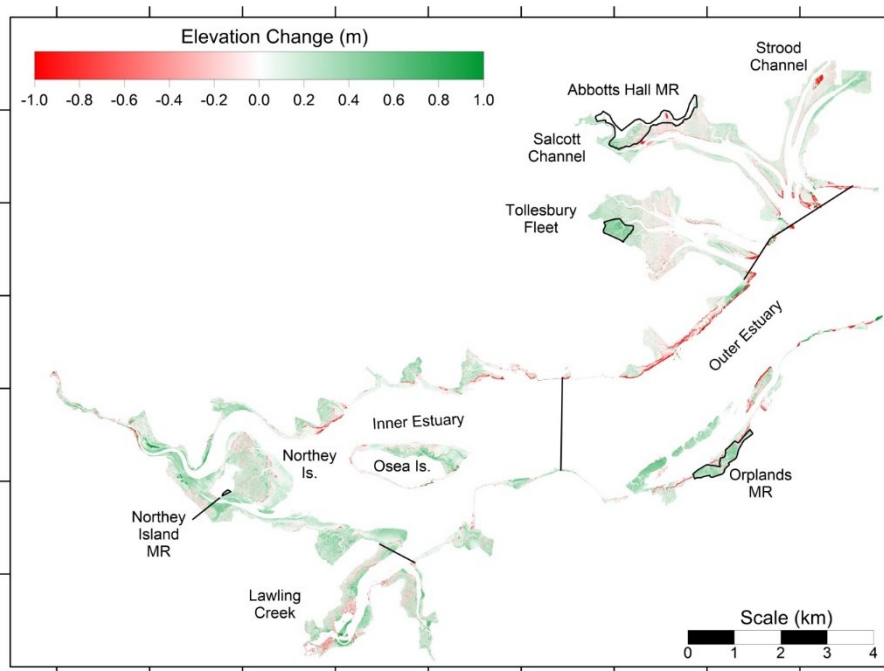 Elevation Change (m)
-1.0 -0.8 -0.6 -0.4 -0.2 0.0 0.2 0.4 0.6 0.8 1.0
Strood
Channel
Abbotts Hall MR
Salcott
Channel
Tollesbury
Fleet
Outer Estuary
Inner Estuary
Northey
Is.
Osea Is.
Orplands
MR
Northey
Island
MR
Lawling
Creek
Scale (km)
0 1 2 3 4